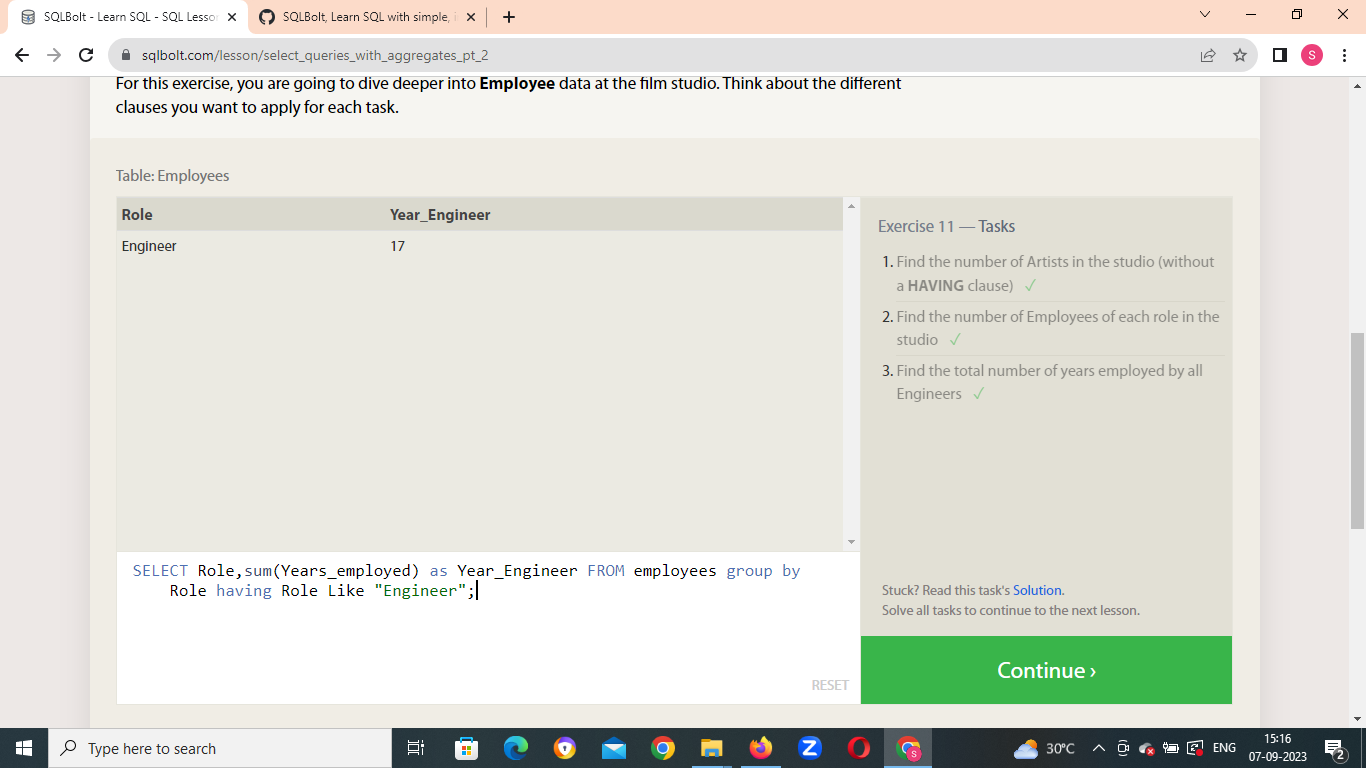 SQLBolt - Learn SQL - SQL Lesson
SQLBolt, Learn SQL with simple, i
sqlbolt.com/lesson/select_queries_with_aggregates_pt_2
S
For this exercise, you are going to dive deeper into Employee data at the film studio. Think about the different
clauses you want to apply for each task.
Table: Employees
Role Year_Engineer
Engineer 17
Exercise 11 — Tasks
1. Find the number of Artists in the studio (without
a HAVING clause) ✓
2. Find the number of Employees of each role in the
studio ✓
3. Find the total number of years employed by all
Engineers ✓
SELECT Role,sum(Years_employed) as Year_Engineer FROM employees group by
Role having Role Like "Engineer";
RESET
Stuck? Read this task's Solution.
Solve all tasks to continue to the next lesson.
Continue ›
Type here to search
30°C
ENG
15:16
07-09-2023
2